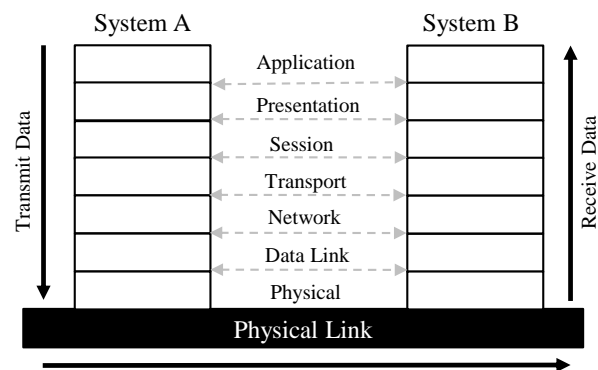 System A
System B
Transmit Data
Application
Presentation
Session
Transport
Network
Data Link
Physical
Receive Data
Physical Link